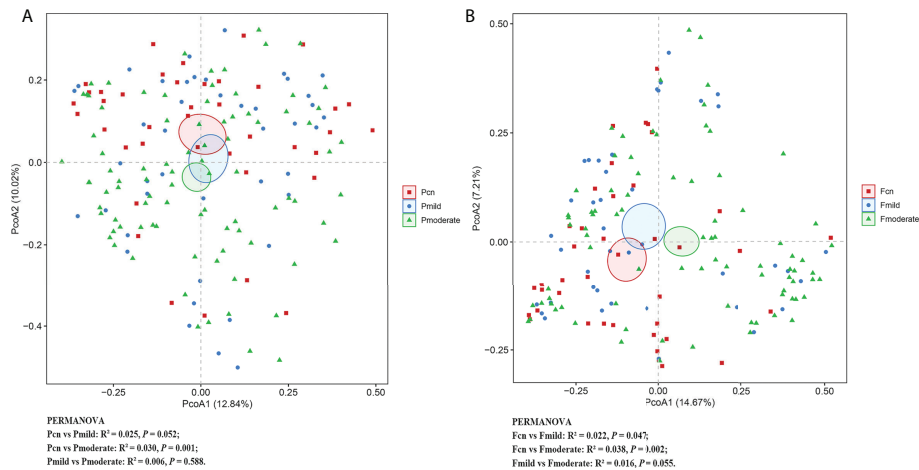 A
0.2
0.0
-0.2
-0.4
PcoA2 (10.02%)
-0.25
0.00
0.25
0.50
PcoA1 (12.84%)
Pcn
Pmild
Pmoderate
PERMANOVA
Pcn vs Pmild: R² = 0.025, P = 0.052;
Pcn vs Pmoderate: R² = 0.030, P = 0.001;
Pmild vs Pmoderate: R² = 0.006, P = 0.588.
B
0.50
0.25
0.00
-0.25
PcoA2 (7.21%)
-0.25
0.00
0.25
0.50
PcoA1 (14.67%)
Fcn
Fmild
Fmoderate
PERMANOVA
Fcn vs Fmild: R² = 0.022, P = 0.047;
Fcn vs Fmoderate: R² = 0.038, P = 0.002;
Fmild vs Fmoderate: R² = 0.016, P = 0.055.